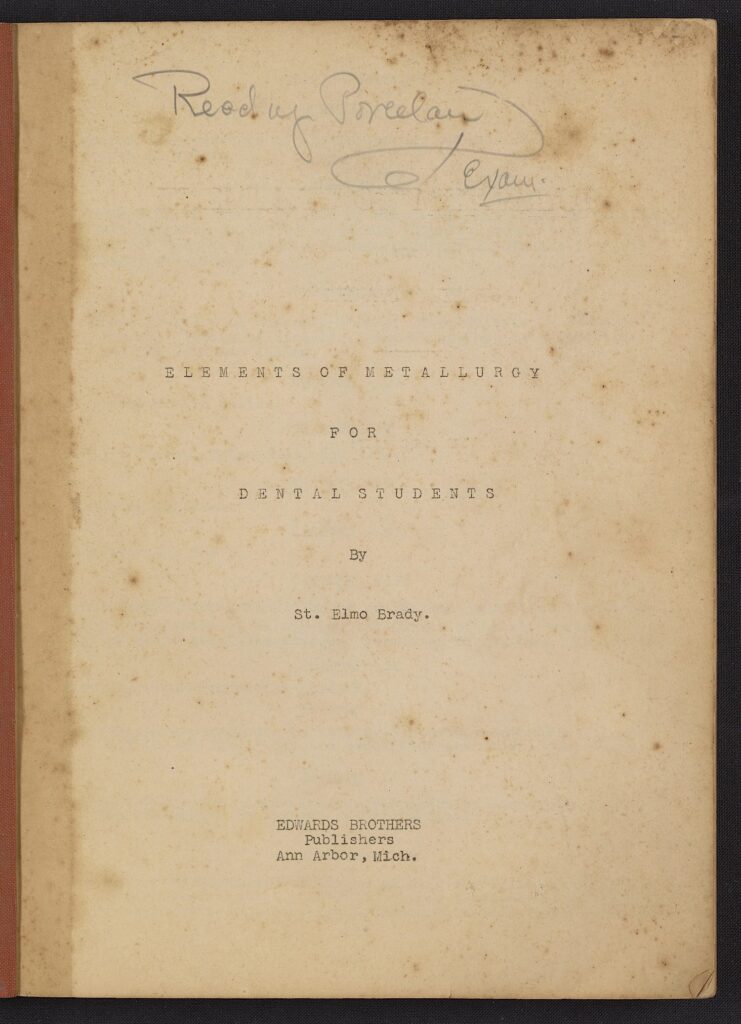 Read up Porcelain
Exam.
ELEMENTS OF METALLURGY
FOR
DENTAL STUDENTS
By
St. Elmo Brady.
EDWARDS BROTHERS
Publishers
Ann Arbor, Mich.